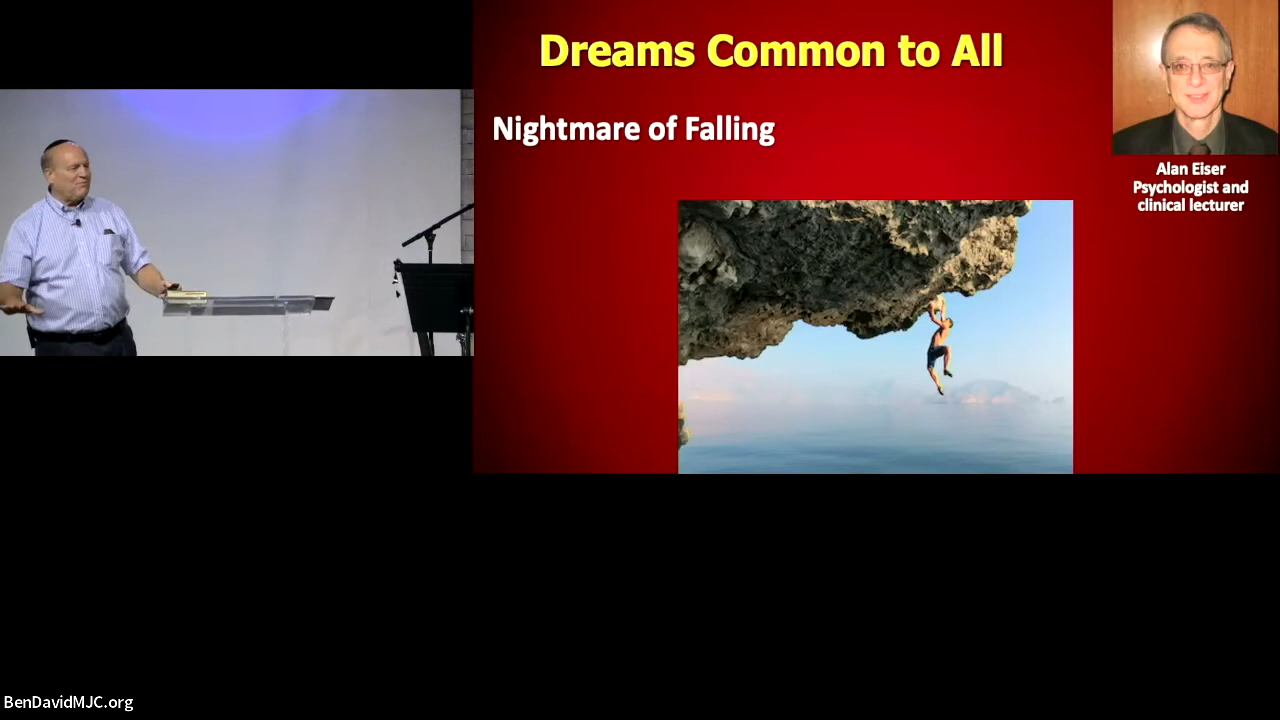 Dreams Common to All
Nightmare of Falling
Alan Eiser
Psychologist and
clinical lecturer
BenDavidMJC.org